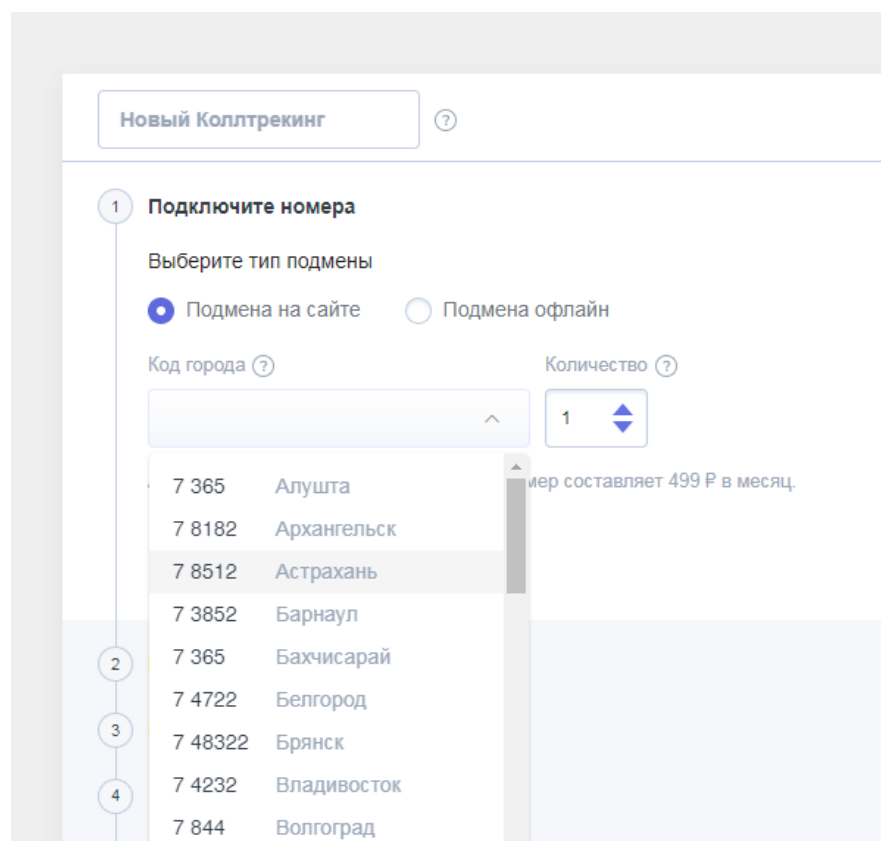 Новый Коллтрекинг ?
1 Подключите номера
Выберите тип подмены
Подмена на сайте Подмена офлайн
Код города ? Количество ?
1
7 365 Алушта
составляет 499 ₽ в месяц.
7 8182 Архангельск
7 8512 Астрахань
7 3852 Барнаул
7 365 Бахчисарай
2
7 4722 Белгород
3
7 48322 Брянск
7 4232 Владивосток
4
7 844 Волгоград